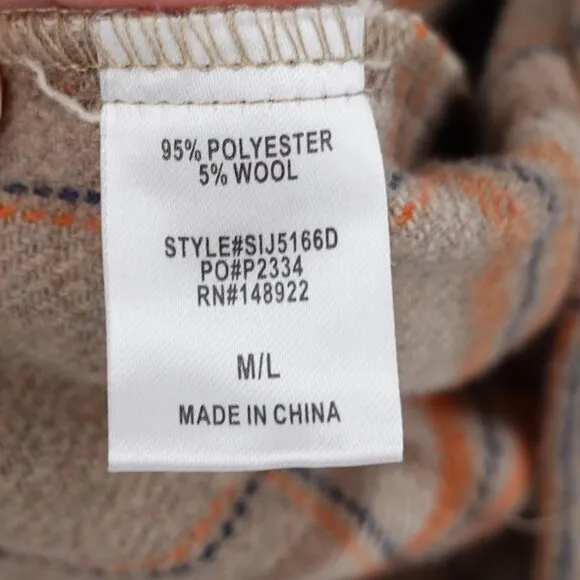 95% POLYESTER
5% WOOL
STYLE#SIJ5166D
PO#P2334
RN#148922
M/L
MADE IN CHINA